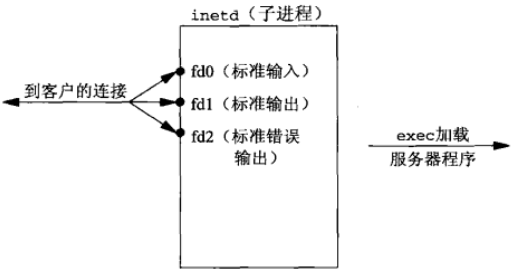 inetd（子进程）
到客户的连接
fd0（标准输入）
fd1（标准输出）
fd2（标准错误
输出）
exec加载
服务器程序